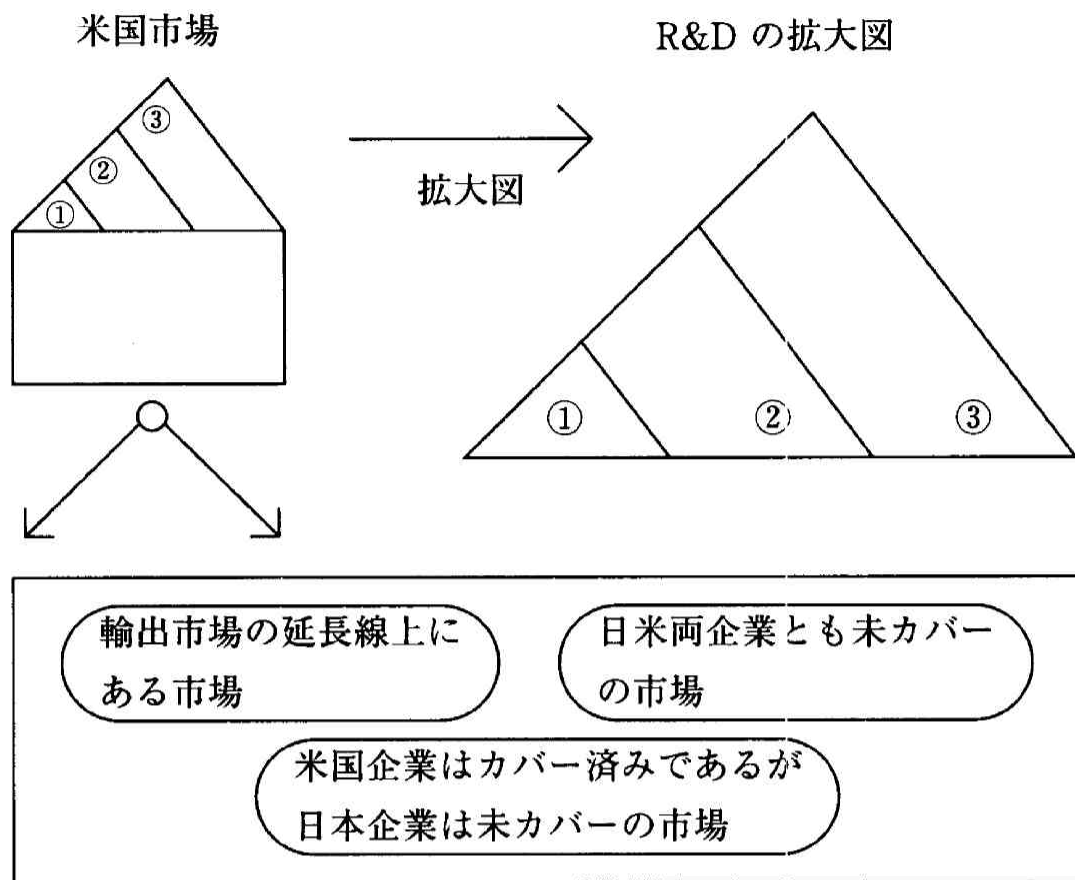 米国市場
R&D の拡大図
③
②
①
拡大図
①
②
③
輸出市場の延長線上に
ある市場
日米両企業とも未カバー
の市場
米国企業はカバー済みであるが
日本企業は未カバーの市場